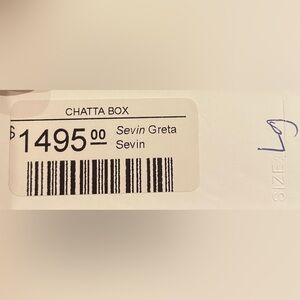 CHATTA BOX
$1495 00 Sevin Greta
Sevin
SIZE: Lg